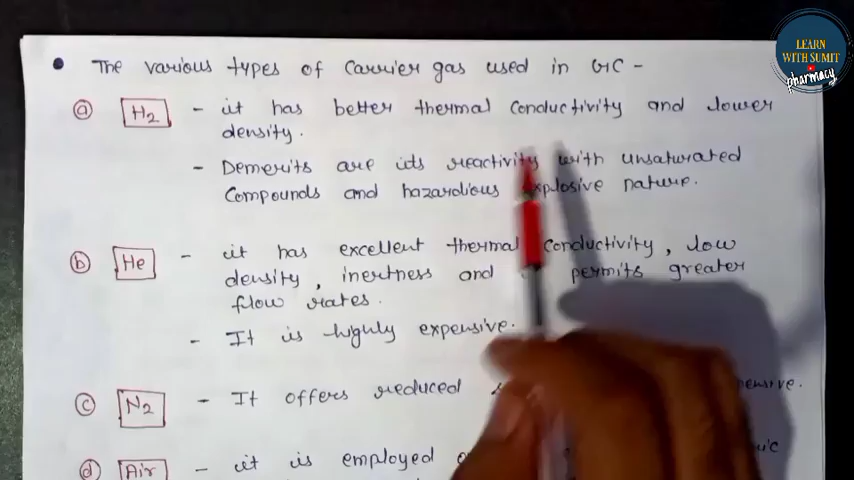 LEARN
WITH SUMIT
pharmacy
The various types of carrier gas used in GC -
(a) H2 - it has better thermal conductivity and lower
density.
- Demerits are its reactivity with unsaturated
compounds and hazardious explosive nature.
(b) He - it has excellent thermal conductivity, low
density, inertness and permits greater
flow rates.
- It is highly expensive.
(c) N2 - It offers reduced
(d) Air - it is employed